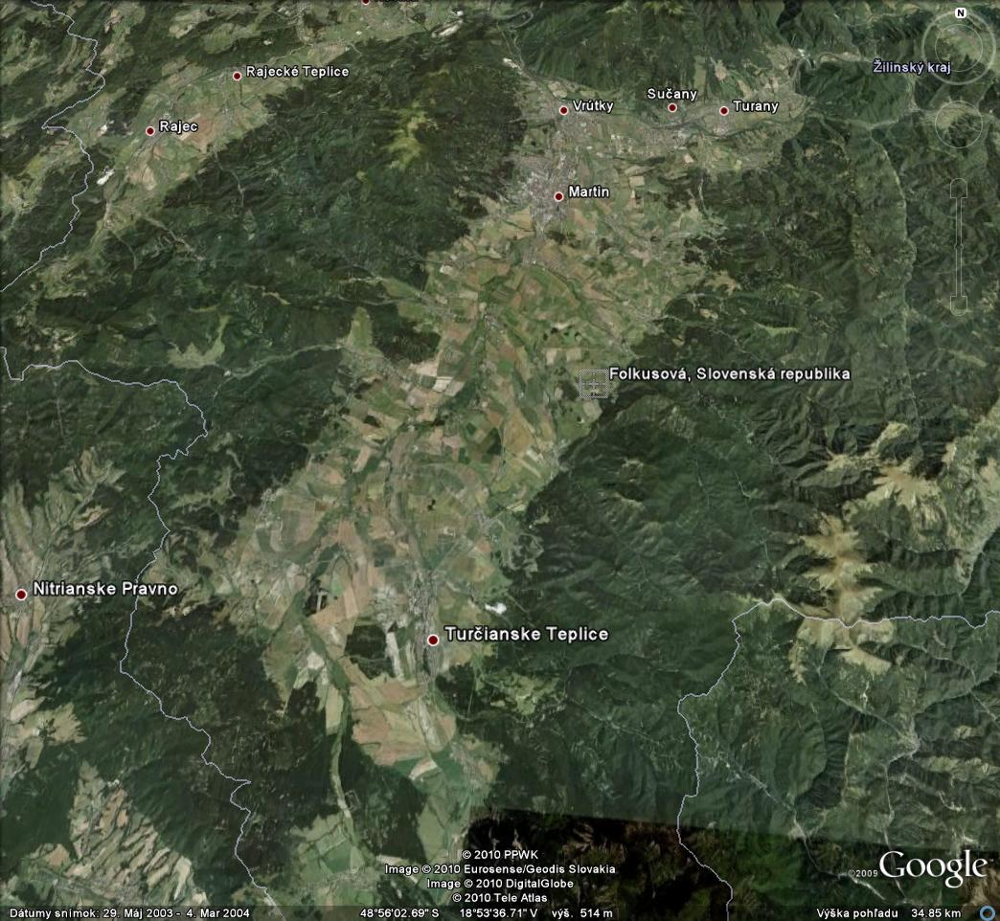 N
Rajecké Teplice
Žilinský kraj
Sučany
Vrútky
Turany
Rajec
Martin
Folkusová, Slovenská republika
Nitrianske Pravno
Turčianske Teplice
© 2010 PPWK
Image © 2010 Eurosense/Geodis Slovakia
Image © 2010 DigitalGlobe
© 2010 Tele Atlas
©2009 Google
Dátumy snímok: 29. Máj 2003 - 4. Mar 2004 48°56'02.69" S 18°53'36.71" V výš. 514 m Výška pohľadu 34.85 km